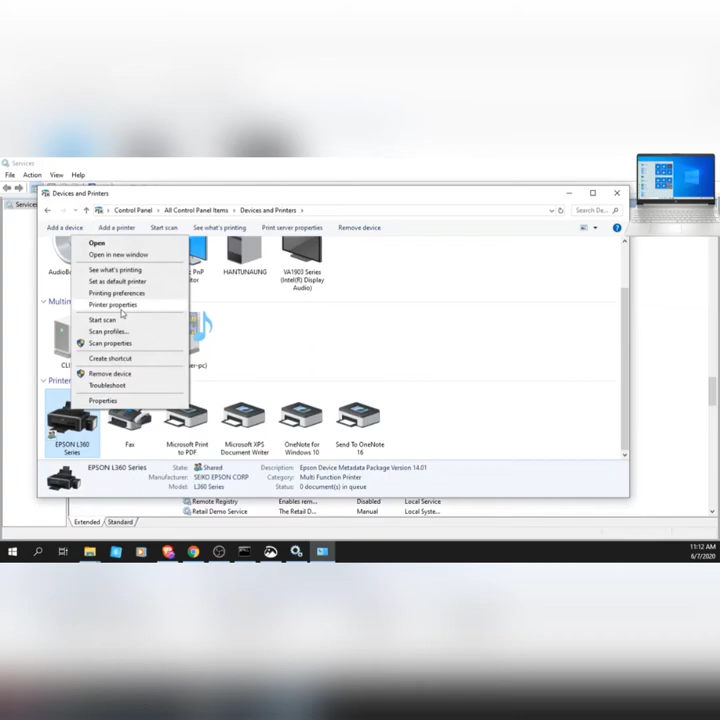 Services
File Action View Help
Services
Devices and Printers
Control Panel > All Control Panel Items > Devices and Printers >
Search De...
Add a device Add a printer Start scan See what's printing Print server properties Remove device
Open
Open in new window
See what's printing
Set as default printer
Printing preferences
Printer properties
Start scan
Scan profiles...
Scan properties
Create shortcut
Remove device
Troubleshoot
Properties
HANTUNAUNG
VA1903 Series
(Intel(R) Display
Audio)
EPSON L360
Series
Fax
Microsoft Print
to PDF
Microsoft XPS
Document Writer
OneNote for
Windows 10
Send To OneNote
16
EPSON L360 Series
State: Shared
Description: Epson Device Metadata Package Version 14.01
Manufacturer: SEIKO EPSON CORP
Category: Multi Function Printer
Model: L360 Series
Status: 0 document(s) in queue
Remote Registry Enables rem... Disabled Local Service
Retail Demo Service The Retail D... Manual Local Syste...
Extended Standard
11:12 AM
6/7/2020